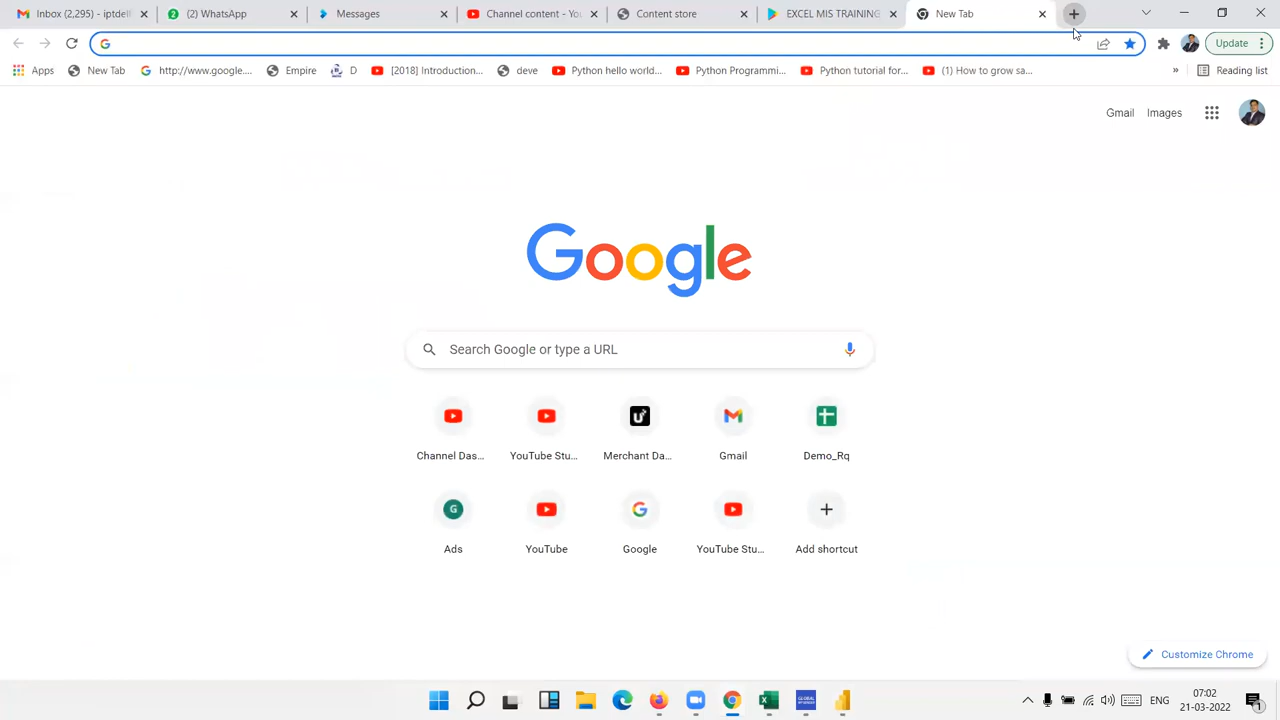 Inbox (2,295) - iptdel
(2) WhatsApp
Messages
Channel content - You
Content store
EXCEL MIS TRAINING
New Tab
Update
Apps
New Tab
http://www.google....
Empire
D
[2018] Introduction...
deve
Python hello worl...
Python Programmi...
Python tutorial for...
(1) How to grow sa...
»
Reading list
Gmail
Images
Google
Search Google or type a URL
Channel Das...
YouTube Stu...
Merchant Da...
Gmail
Demo_Rq
G
Ads
YouTube
Google
YouTube Stu...
Add shortcut
Customize Chrome
ENG
07:02
21-03-2022
1